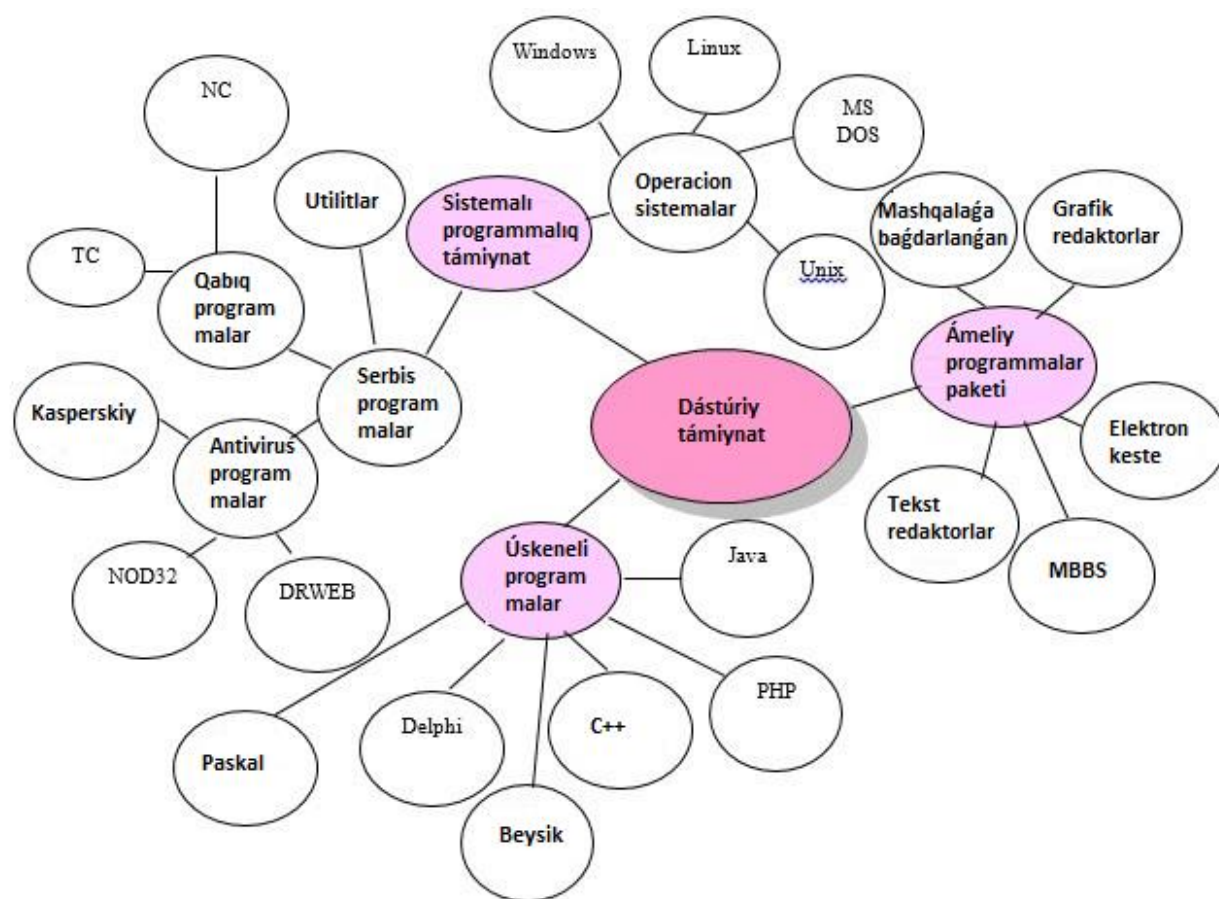 Windows
Linux
NC
MS
DOS
Utilitlar
Sistemalı
programmalıq
támiynat
Operacion
sistemalar
Mashqalaǵa
baǵdarlanǵan
Grafik
redaktorlar
TC
Qabıq
program
malar
Unix
Ámeliy
programmalar
paketi
Serbis
program
malar
Dástúriy
támiynat
Kasperskiy
Antivirus
program
malar
Elektron
keste
Tekst
redaktorlar
MBBS
Úskeneli
program
malar
Java
NOD32
DRWEB
PHP
Paskal
Delphi
C++
Beysik